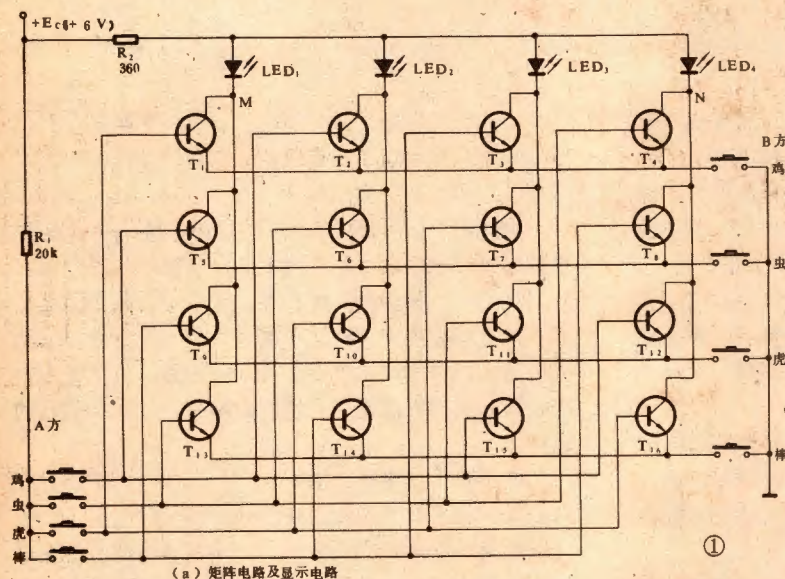 +Ec(+6V)
R₂
360
LED₁
LED₂
LED₃
LED₄
M
N
B方
T₁
T₂
T₃
T₄
鸡
R₁
20k
T₅
T₆
T₇
T₈
虫
T₉
T₁₀
T₁₁
T₁₂
虎
A方
T₁₃
T₁₄
T₁₅
T₁₆
棒
鸡
虫
虎
棒
①
(a)矩阵电路及显示电路